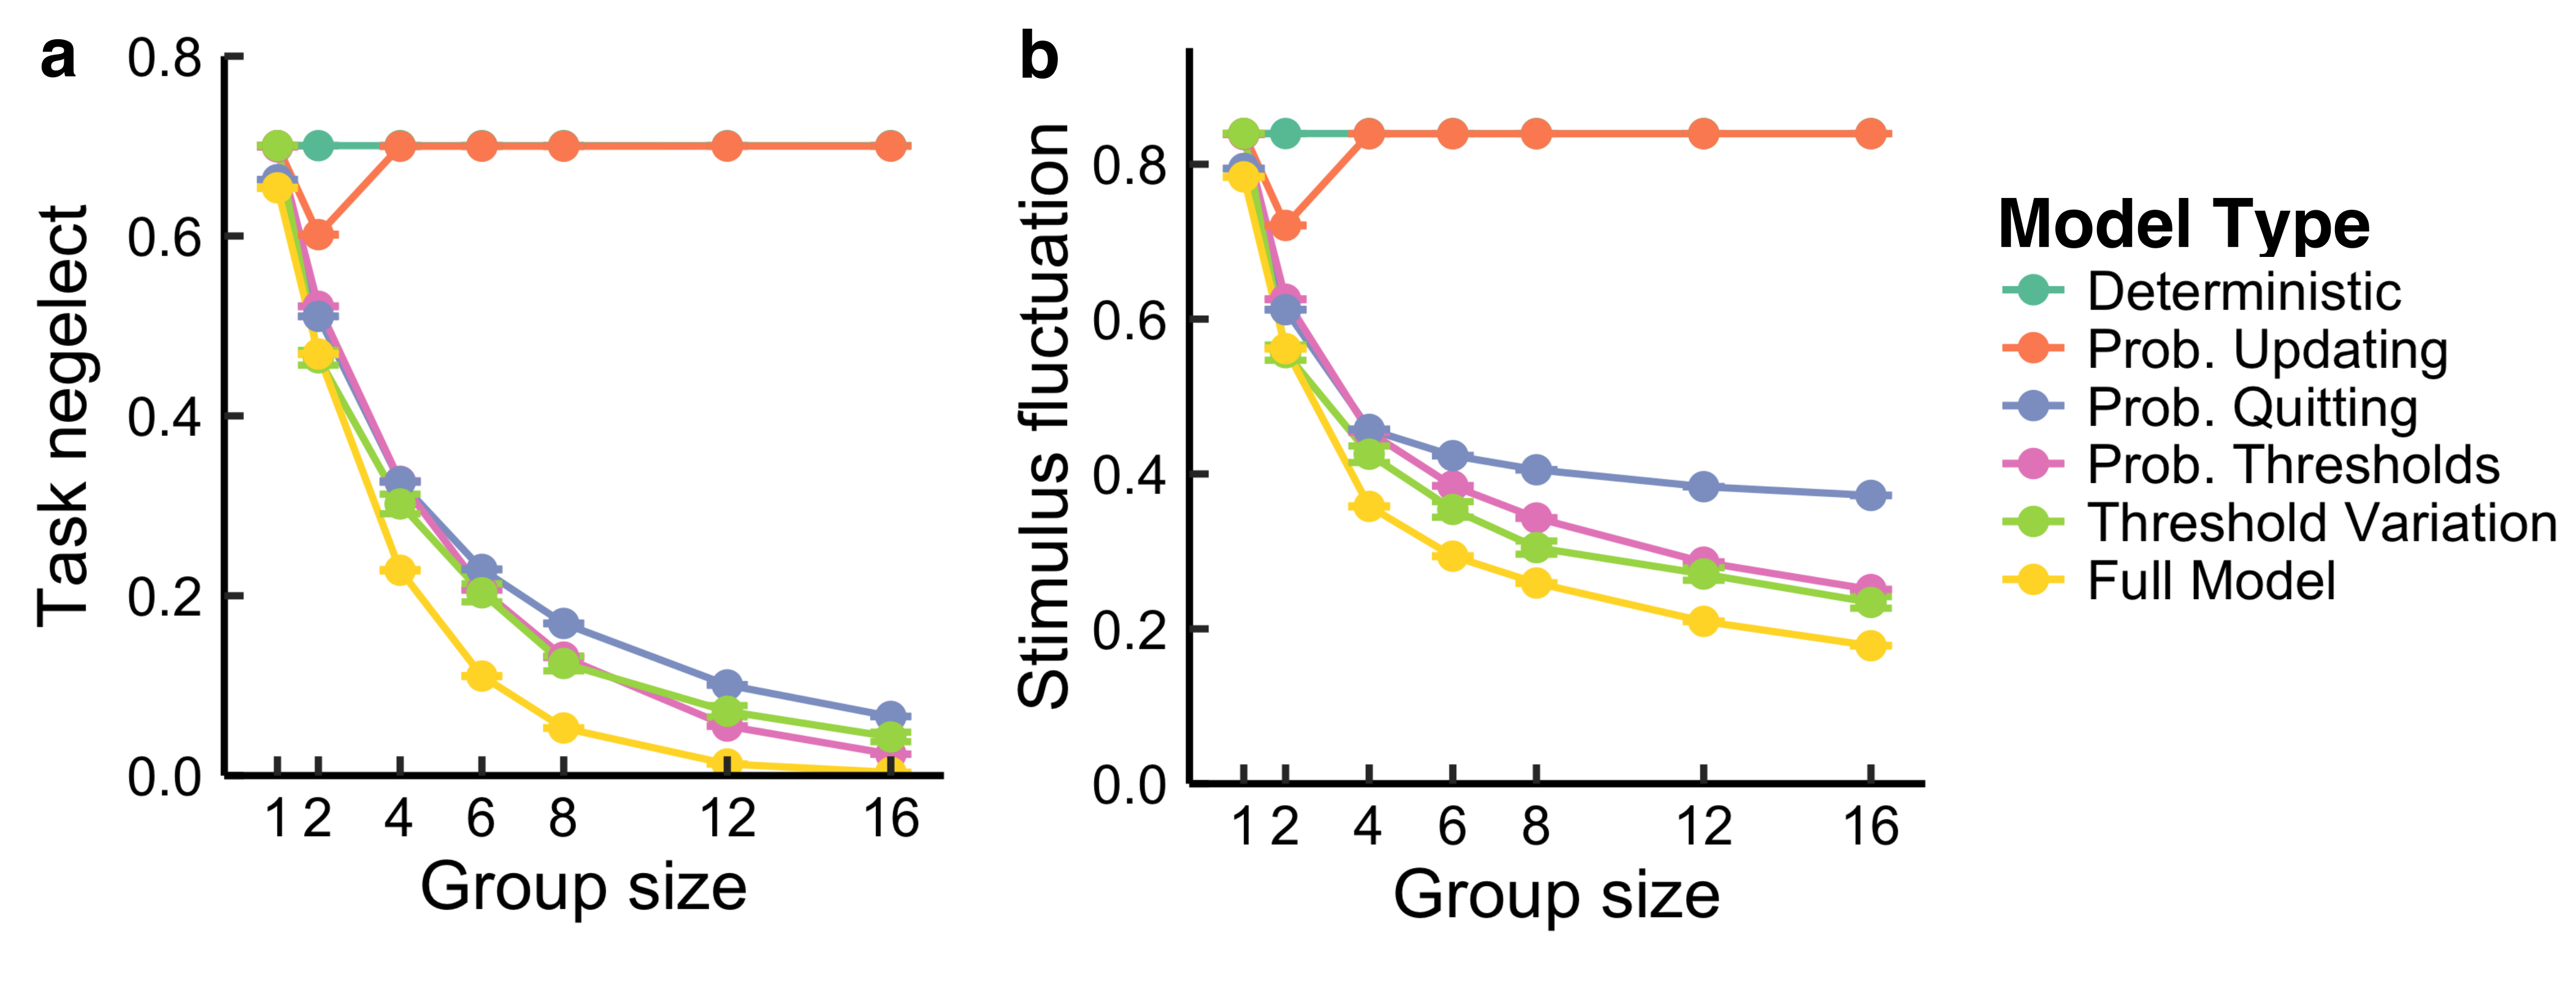 a
0.8
0.6
0.4
0.2
0.0
Task negelect
1 2 4 6 8 12 16
Group size
b
0.8
0.6
0.4
0.2
0.0
Stimulus fluctuation
1 2 4 6 8 12 16
Group size
Model Type
Deterministic
Prob. Updating
Prob. Quitting
Prob. Thresholds
Threshold Variation
Full Model